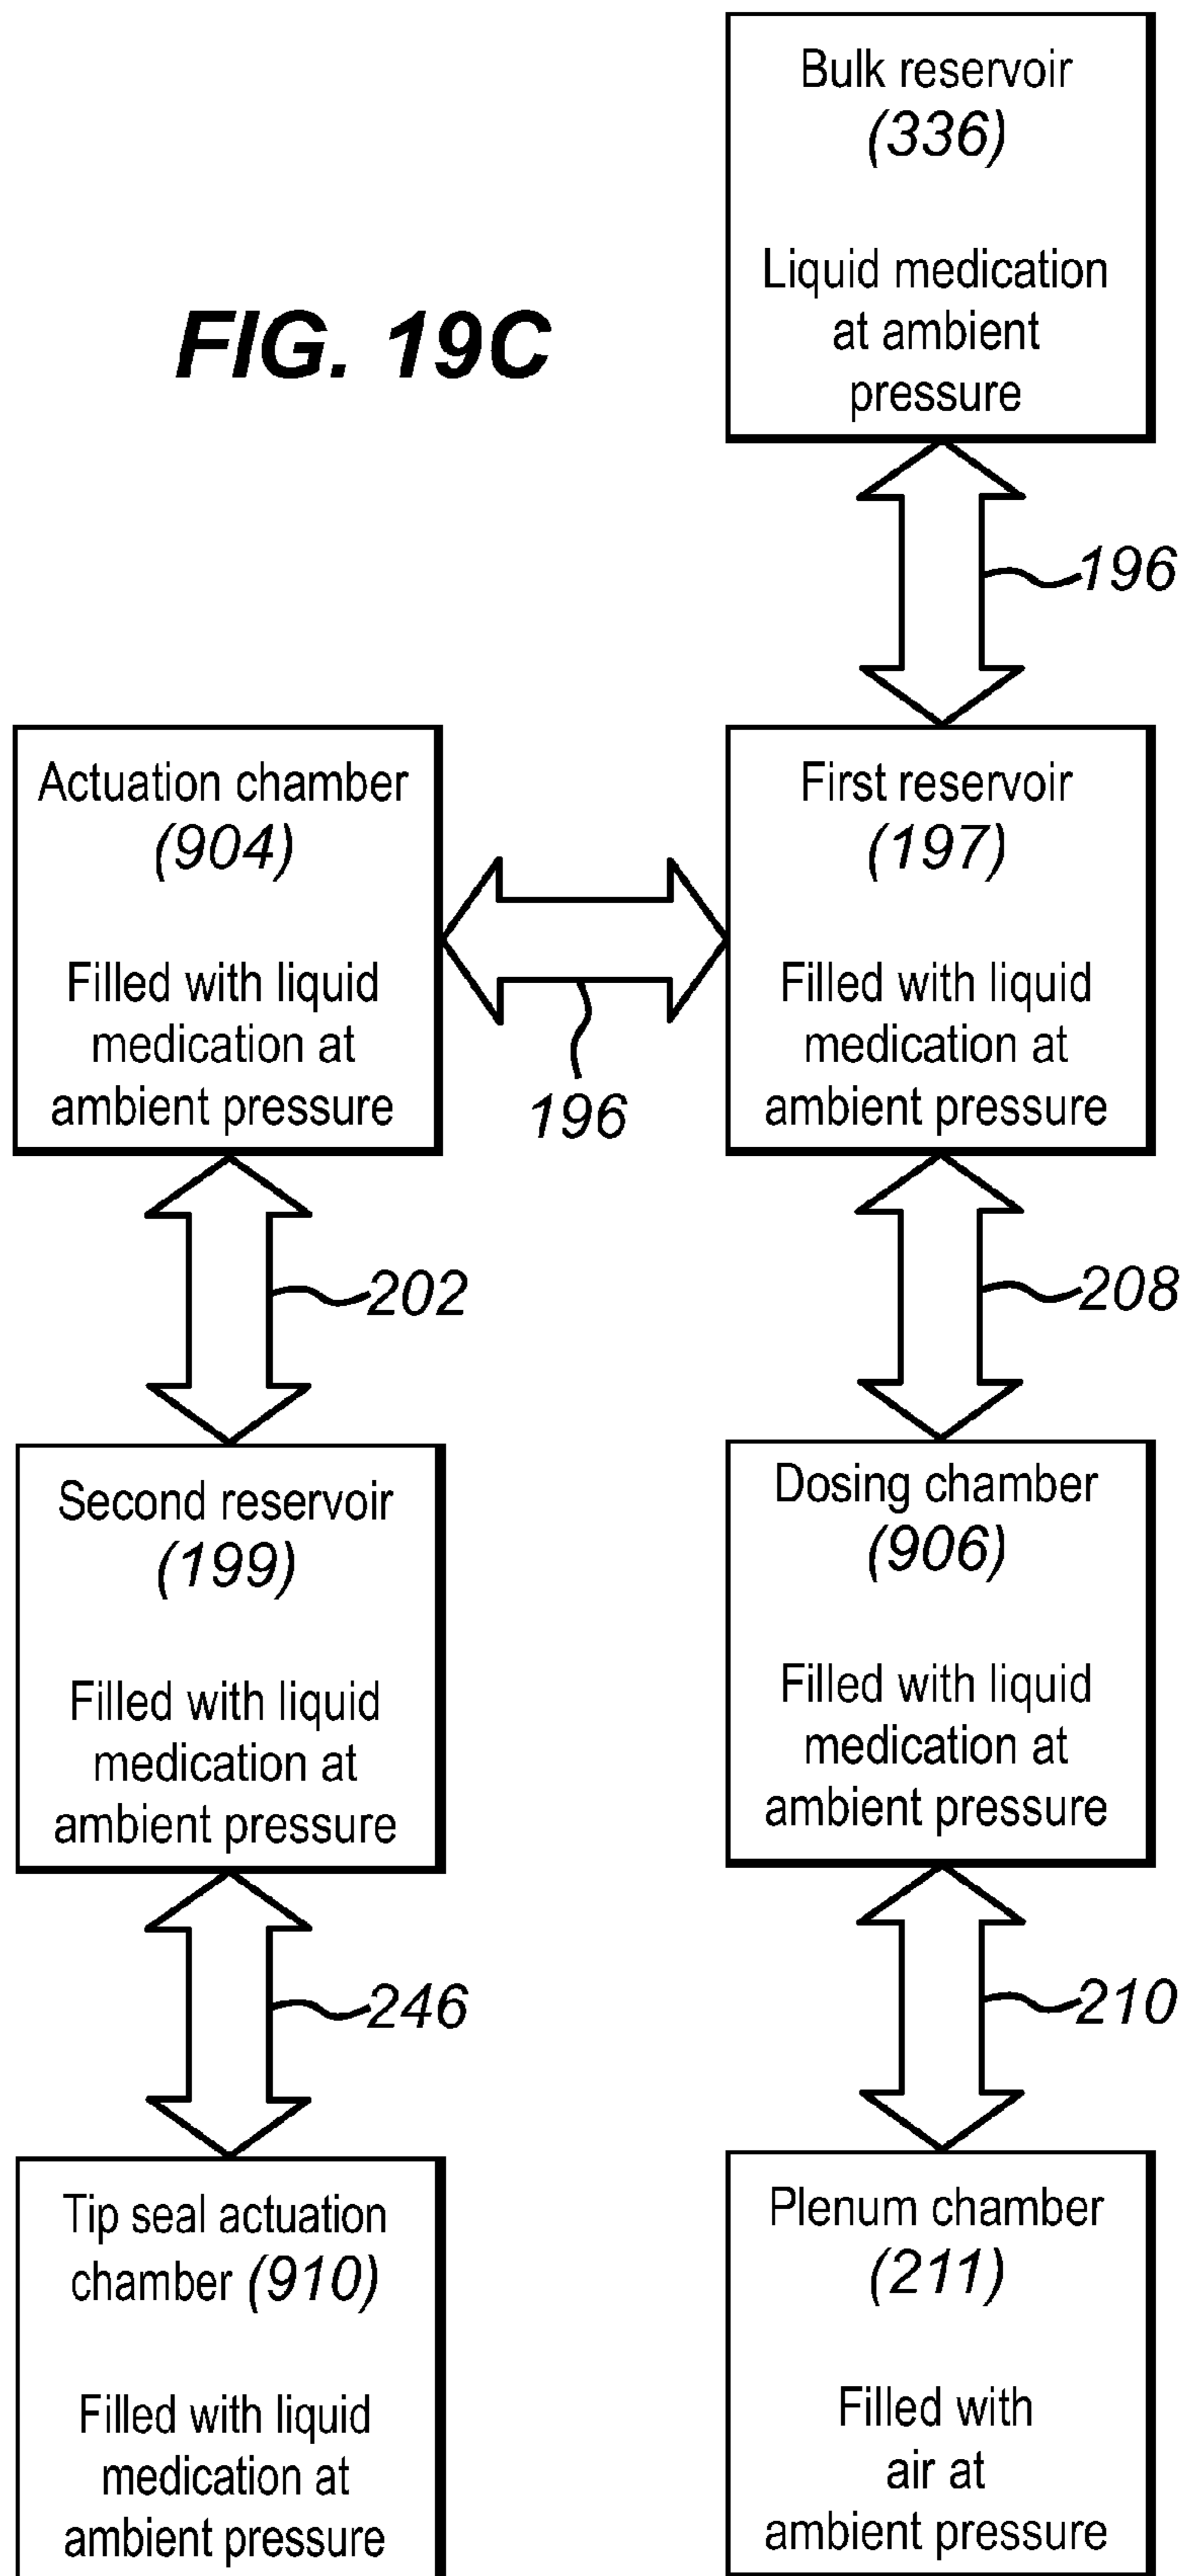 Bulk reservoir
(336)
Liquid medication
at ambient
pressure
FIG. 19C
196
Actuation chamber
(904)
Filled with liquid
medication at
ambient pressure
196
First reservoir
(197)
Filled with liquid
medication at
ambient pressure
202
208
Second reservoir
(199)
Filled with liquid
medication at
ambient pressure
Dosing chamber
(906)
Filled with liquid
medication at
ambient pressure
246
210
Tip seal actuation
chamber (910)
Filled with liquid
medication at
ambient pressure
Plenum chamber
(211)
Filled with
air at
ambient pressure